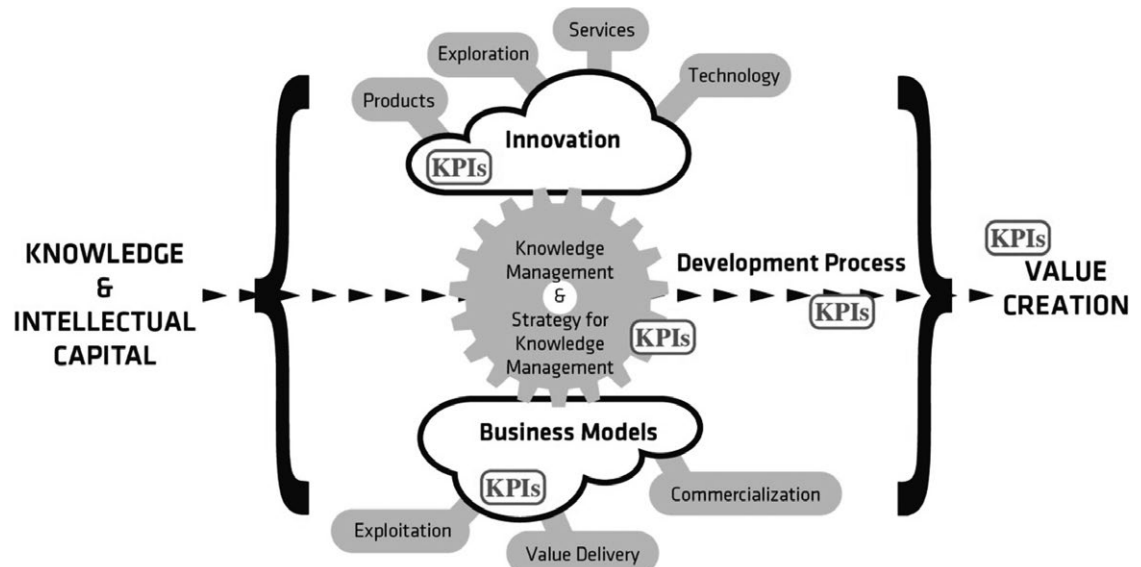 Services
Exploration
Technology
Products
Innovation
KPIs
KNOWLEDGE
&
INTELLECTUAL
CAPITAL
Knowledge
Management
&
Strategy for
Knowledge
Management
KPIs
Development Process
KPIs
KPIs
VALUE
CREATION
Business Models
KPIs
Commercialization
Exploitation
Value Delivery